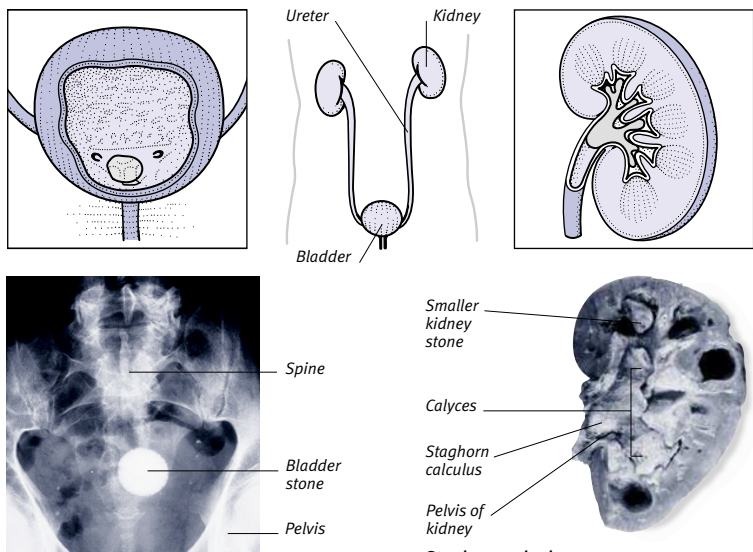 Ureter
Kidney
Bladder
Spine
Bladder
stone
Pelvis
Smaller
kidney
stone
Calyces
Staghorn
calculus
Pelvis of
kidney